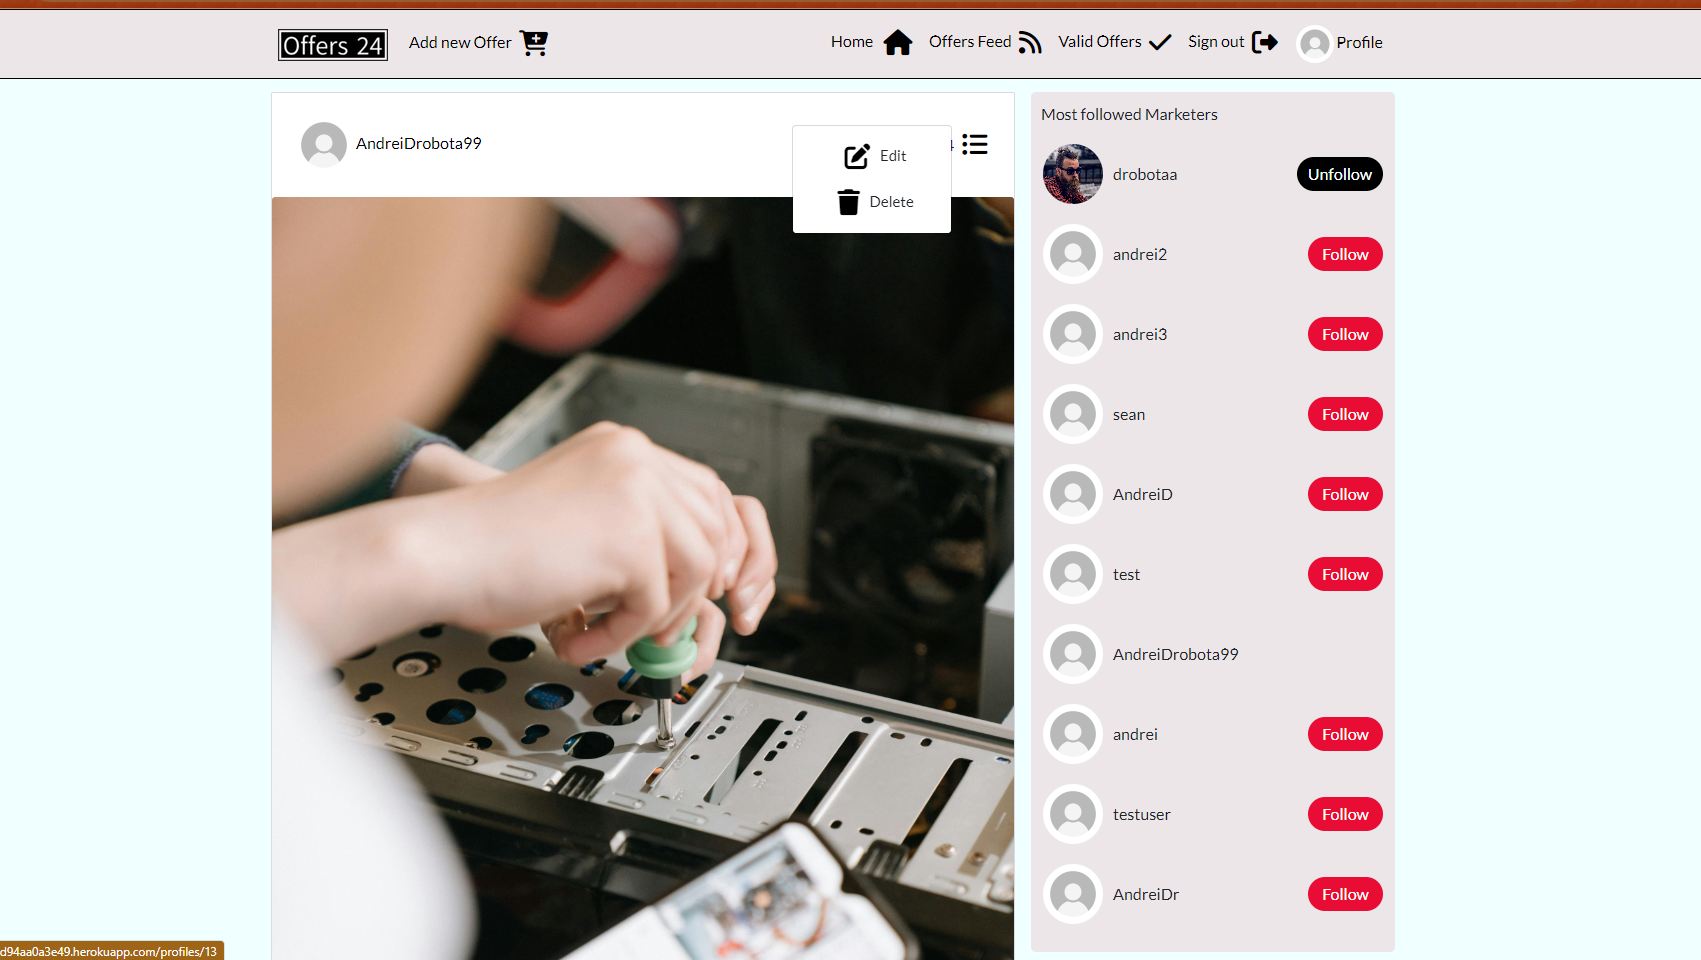 Offers 24
Add new Offer
Home
Offers Feed
Valid Offers
Sign out
Profile
AndreiDrobota99
Edit
Delete
Most followed Marketers
drobotaa
Unfollow
andrei2
Follow
andrei3
Follow
sean
Follow
AndreiD
Follow
test
Follow
AndreiDrobota99
andrei
Follow
testuser
Follow
AndreiDr
Follow
d94aa0a3e49.herokuapp.com/profiles/13